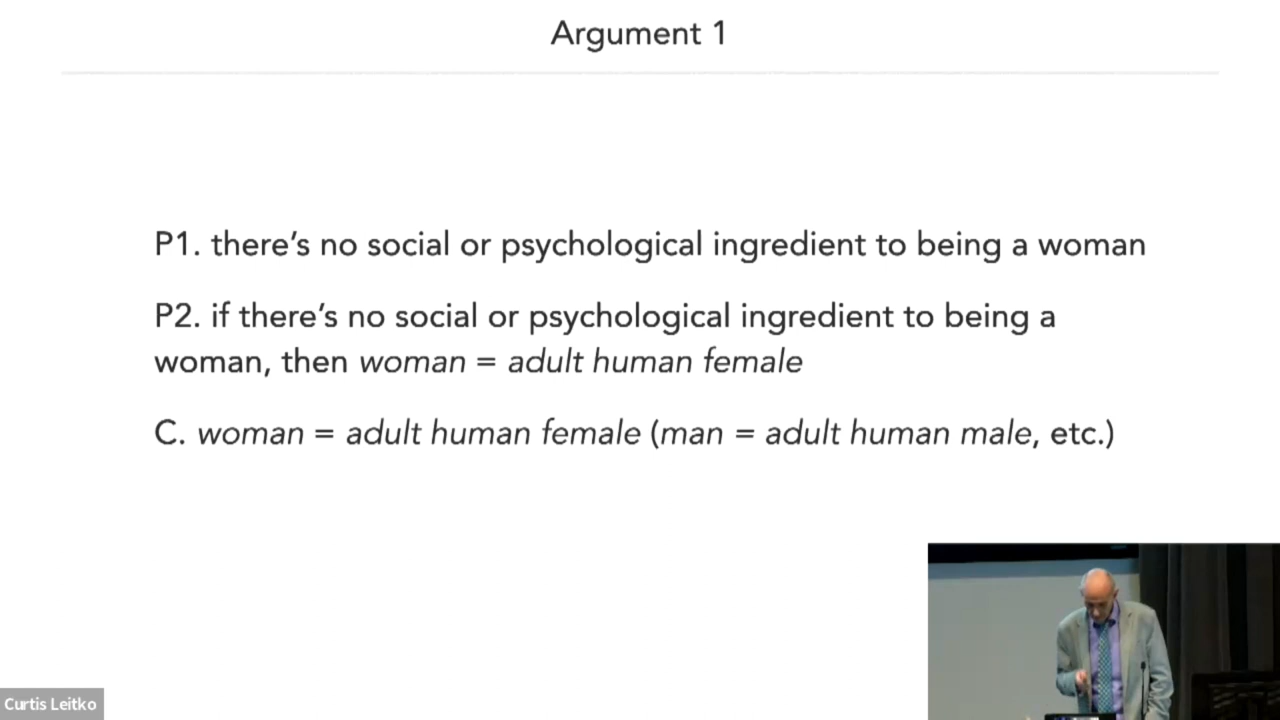 Argument 1
P1. there’s no social or psychological ingredient to being a woman
P2. if there’s no social or psychological ingredient to being a
woman, then woman = adult human female
C. woman = adult human female (man = adult human male, etc.)
Curtis Leitko